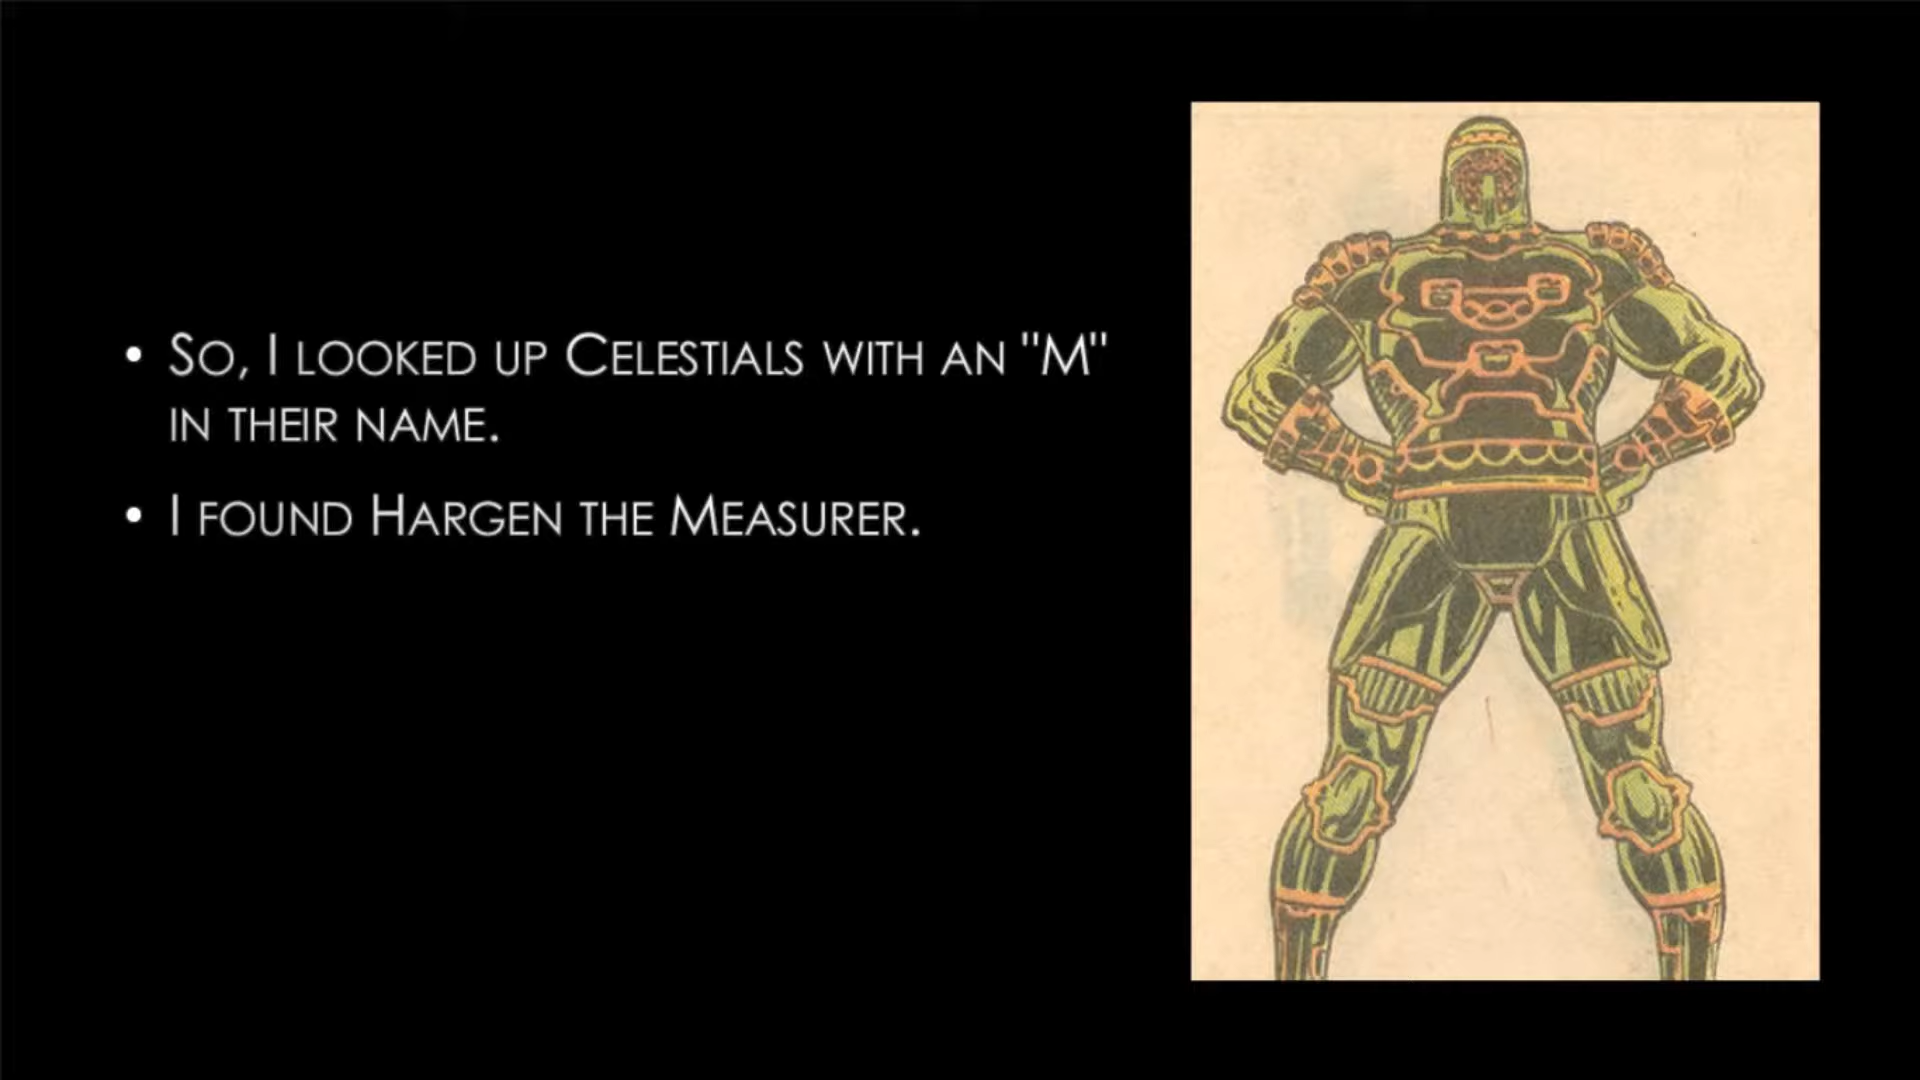 • So, I looked up Celestials with an "M"
in their name.
• I found Hargen the Measurer.